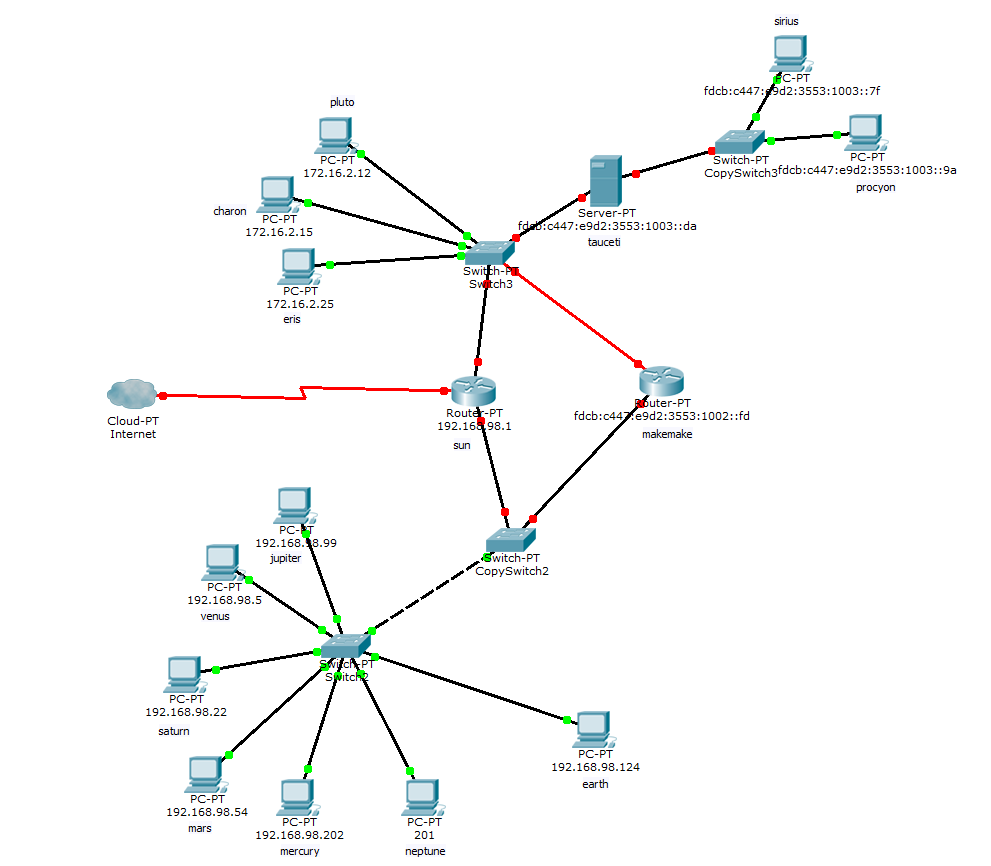 sirius
PC-PT
fdcb:c447:e9d2:3553:1003::7f
pluto
PC-PT
172.16.2.12
Switch-PT
CopySwitch3
PC-PT
fdcb:c447:e9d2:3553:1003::9a
procyon
charon
PC-PT
172.16.2.15
Server-PT
fdcb:c447:e9d2:3553:1003::da
tauceti
PC-PT
172.16.2.25
eris
Switch-PT
Switch3
Cloud-PT
Internet
Router-PT
192.168.98.1
sun
Router-PT
fdcb:c447:e9d2:3553:1002::fd
makemake
PC-PT
192.168.98.99
jupiter
Switch-PT
CopySwitch2
PC-PT
192.168.98.5
venus
Switch-PT
Switch2
PC-PT
192.168.98.22
saturn
PC-PT
192.168.98.124
earth
PC-PT
192.168.98.54
mars
PC-PT
192.168.98.202
mercury
PC-PT
201
neptune